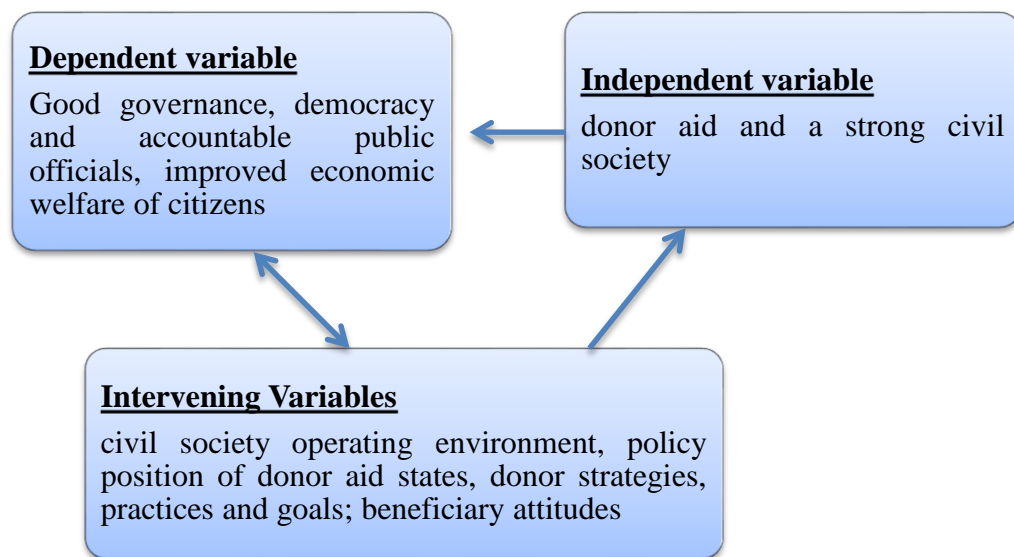 Dependent variable
Good governance, democracy
and accountable public
officials, improved economic
welfare of citizens
Independent variable
donor aid and a strong civil
society
Intervening Variables
civil society operating environment, policy
position of donor aid states, donor strategies,
practices and goals; beneficiary attitudes